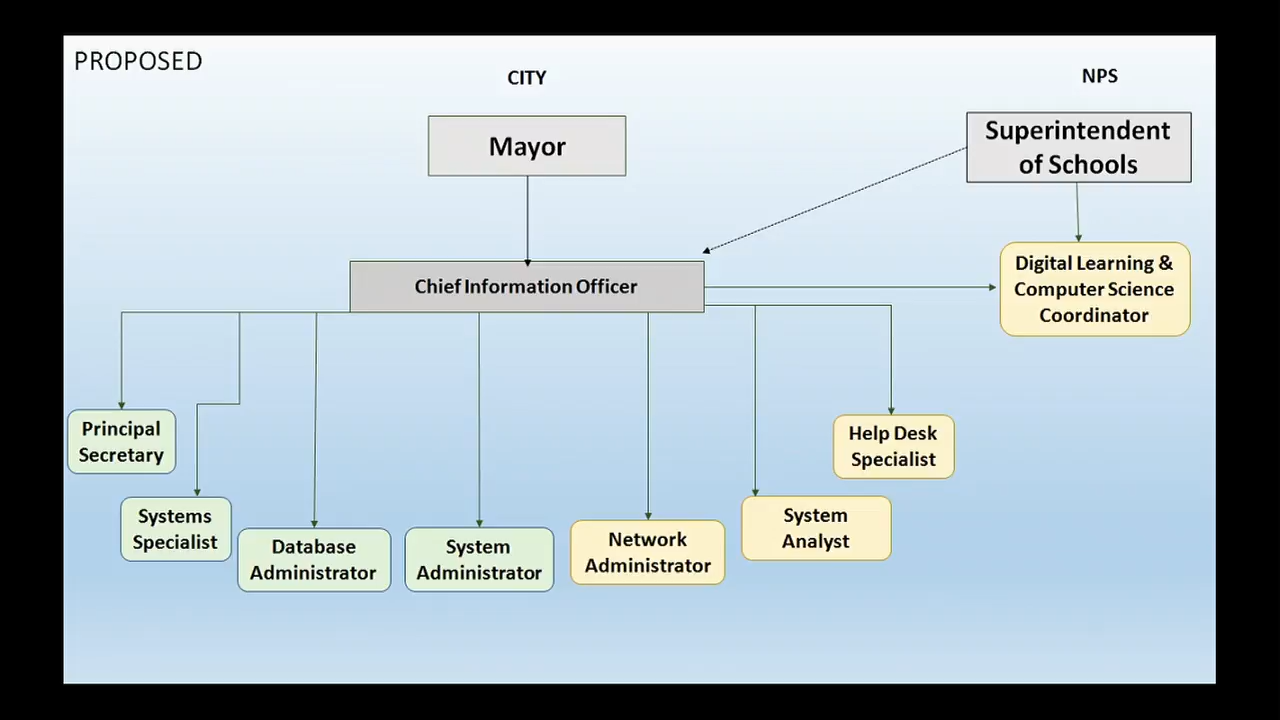 PROPOSED
CITY
NPS
Mayor
Superintendent
of Schools
Chief Information Officer
Digital Learning &
Computer Science
Coordinator
Principal
Secretary
Help Desk
Specialist
Systems
Specialist
Database
Administrator
System
Administrator
Network
Administrator
System
Analyst